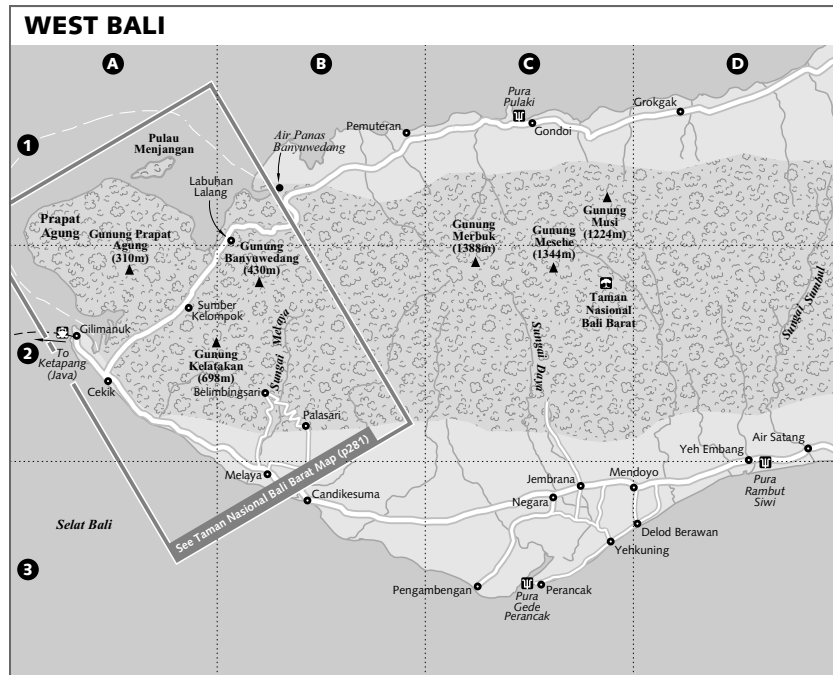 WEST BALI
A
B
C
D
1
2
3
Pulau
Menjangan
Air Panas
Banyuwedang
Pemuteran
Pura
Pulaki
Gondoi
Grokgak
Labuhan
Lalang
Prapat
Agung
Gunung Prapat
Agung
(310m)
Gunung
Banyuwedang
(430m)
Gunung
Merbuk
(1388m)
Gunung
Mesehe
(1344m)
Gunung
Musi
(1224m)
Taman
Nasional
Bali Barat
Sungai Sumbul
Sumber
Kelompok
Gilimanuk
To
Ketapang
(Java)
Cekik
Gunung
Kelatakan
(698m)
Sungai Melaya
Sungai Daya
Belimbingsari
Palasari
See Taman Nasional Bali Barat Map (p281)
Melaya
Candikesuma
Selat Bali
Jembrana
Negara
Mendoyo
Yeh Embang
Air Satang
Pura
Rambut
Siwi
Delod Berawan
Yehkuning
Pengambengan
Pura
Gede
Perancak
Perancak